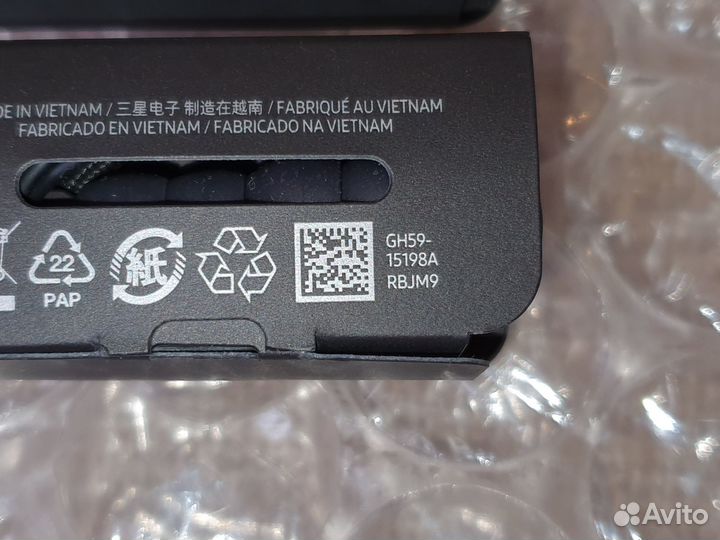 DE IN VIETNAM / 三星电子 制造在越南 / FABRIQUÉ AU VIETNAM
FABRICADO EN VIETNAM / FABRICADO NA VIETNAM
22
PAP
紙
GH59-
15198A
RBJM9
Avito